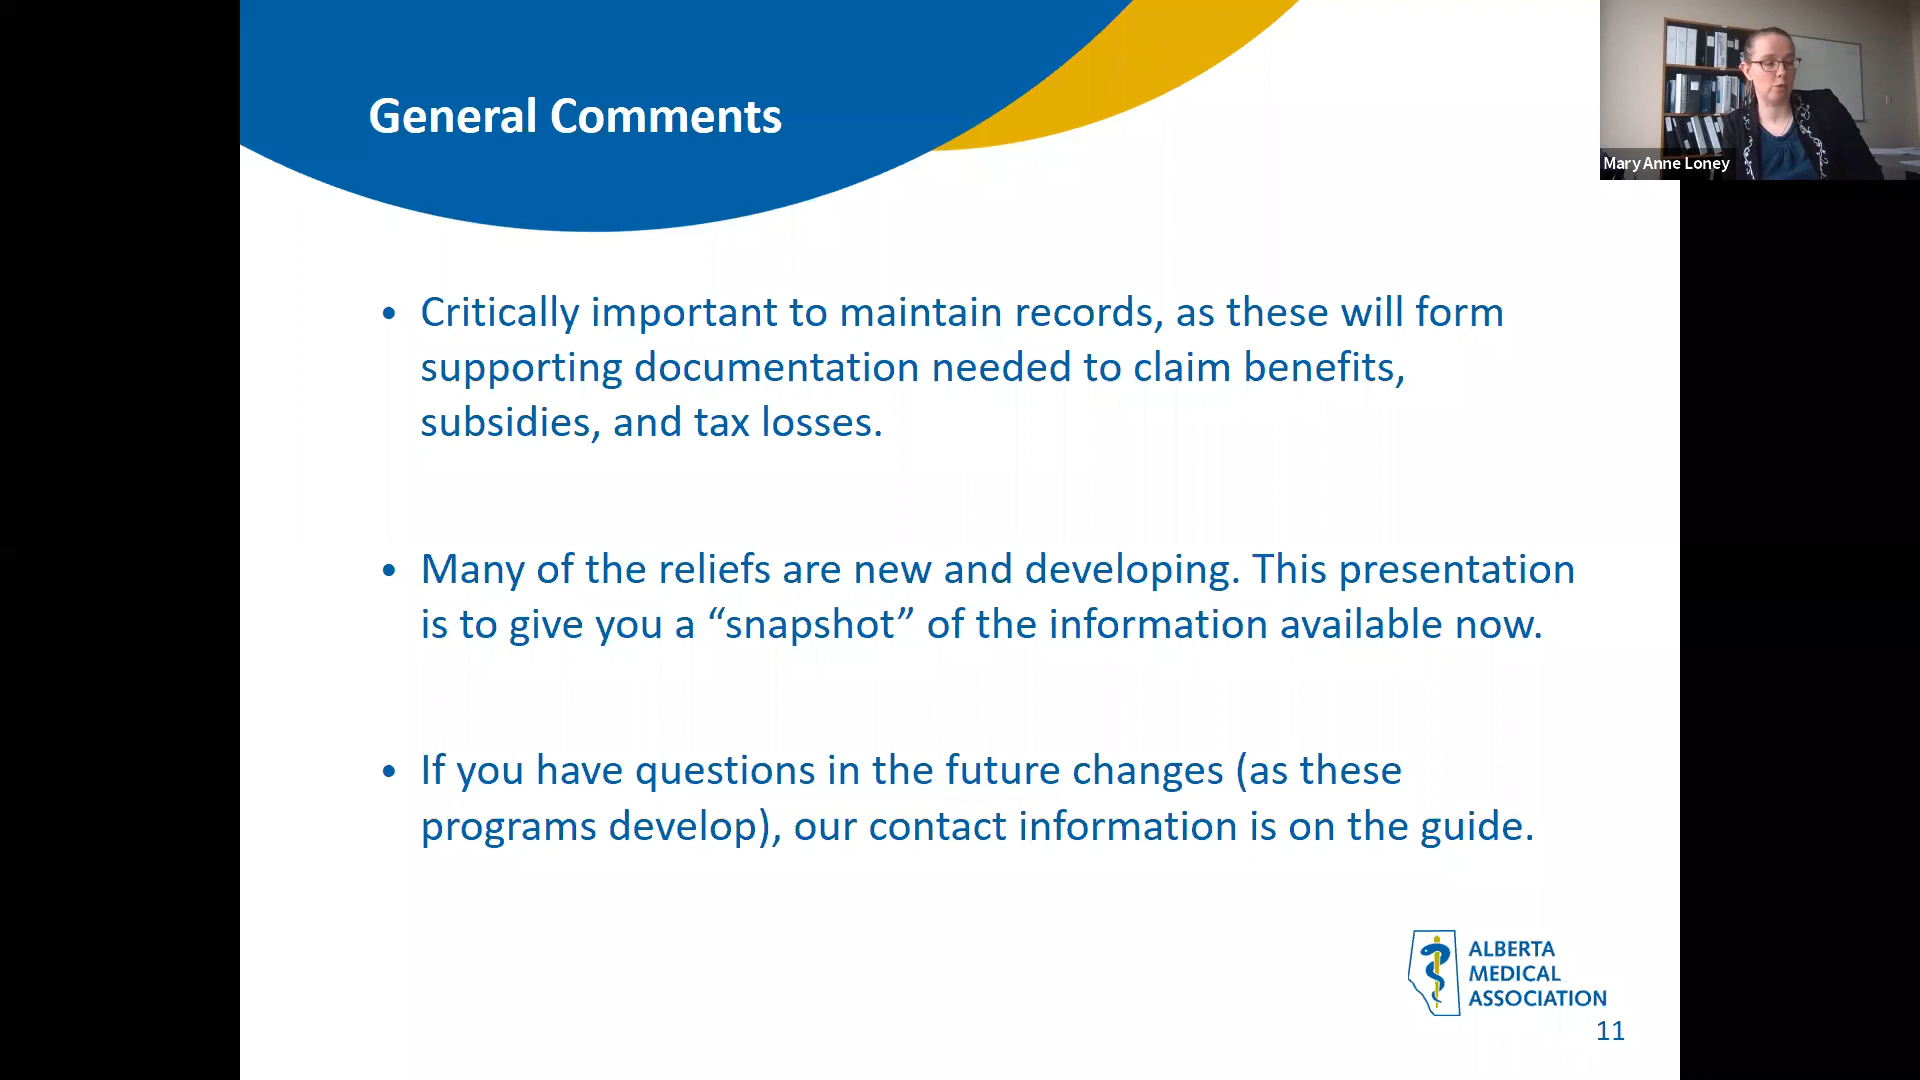 General Comments
Mary Anne Loney
• Critically important to maintain records, as these will form
supporting documentation needed to claim benefits,
subsidies, and tax losses.
• Many of the reliefs are new and developing. This presentation
is to give you a “snapshot” of the information available now.
• If you have questions in the future changes (as these
programs develop), our contact information is on the guide.
ALBERTA
MEDICAL
ASSOCIATION
11